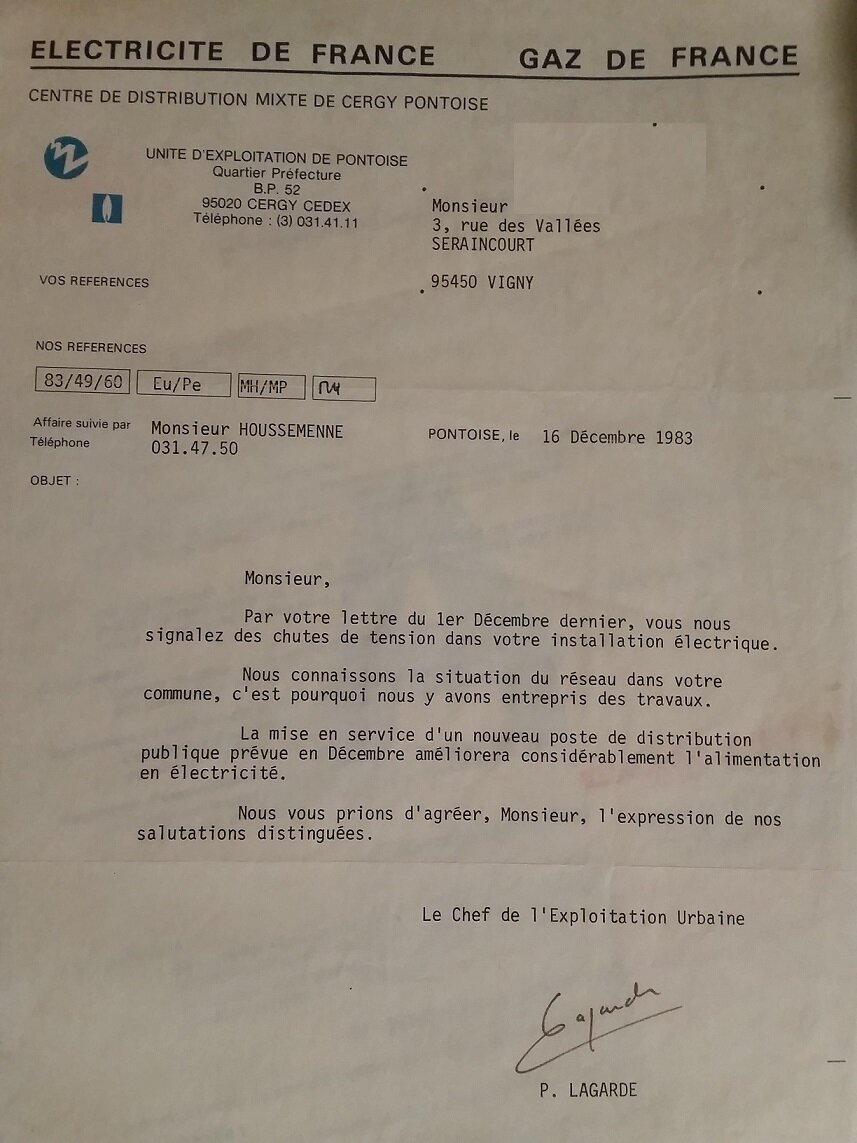 ELECTRICITE DE FRANCE GAZ DE FRANCE
CENTRE DE DISTRIBUTION MIXTE DE CERGY PONTOISE
UNITE D'EXPLOITATION DE PONTOISE
Quartier Préfecture
B.P. 52
95020 CERGY CEDEX
Téléphone : (3) 031.41.11
Monsieur
3, rue des Vallées
SERAINCOURT
95450 VIGNY
VOS REFERENCES
NOS REFERENCES
83/49/60 Eu/Pe MH/MP
Affaire suivie par Monsieur HOUSSEMENNE
Téléphone 031.47.50
PONTOISE, le 16 Décembre 1983
OBJET :
Monsieur,
Par votre lettre du 1er Décembre dernier, vous nous
signalez des chutes de tension dans votre installation électrique.
Nous connaissons la situation du réseau dans votre
commune, c'est pourquoi nous y avons entrepris des travaux.
La mise en service d'un nouveau poste de distribution
publique prévue en Décembre améliorera considérablement l'alimentation
en électricité.
Nous vous prions d'agréer, Monsieur, l'expression de nos
salutations distinguées.
Le Chef de l'Exploitation Urbaine
Lagarde
P. LAGARDE